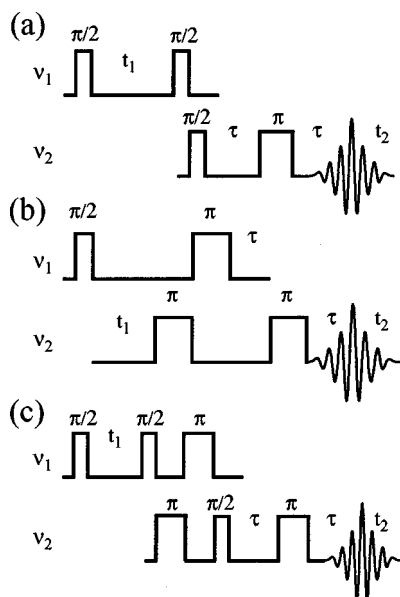 (a)
π/2 t₁ π/2
ν₁
π/2 τ π τ t₂
ν₂
(b)
π/2 π τ
ν₁
t₁ π π τ t₂
ν₂
(c)
π/2 t₁ π/2 π
ν₁
π π/2 τ π τ t₂
ν₂